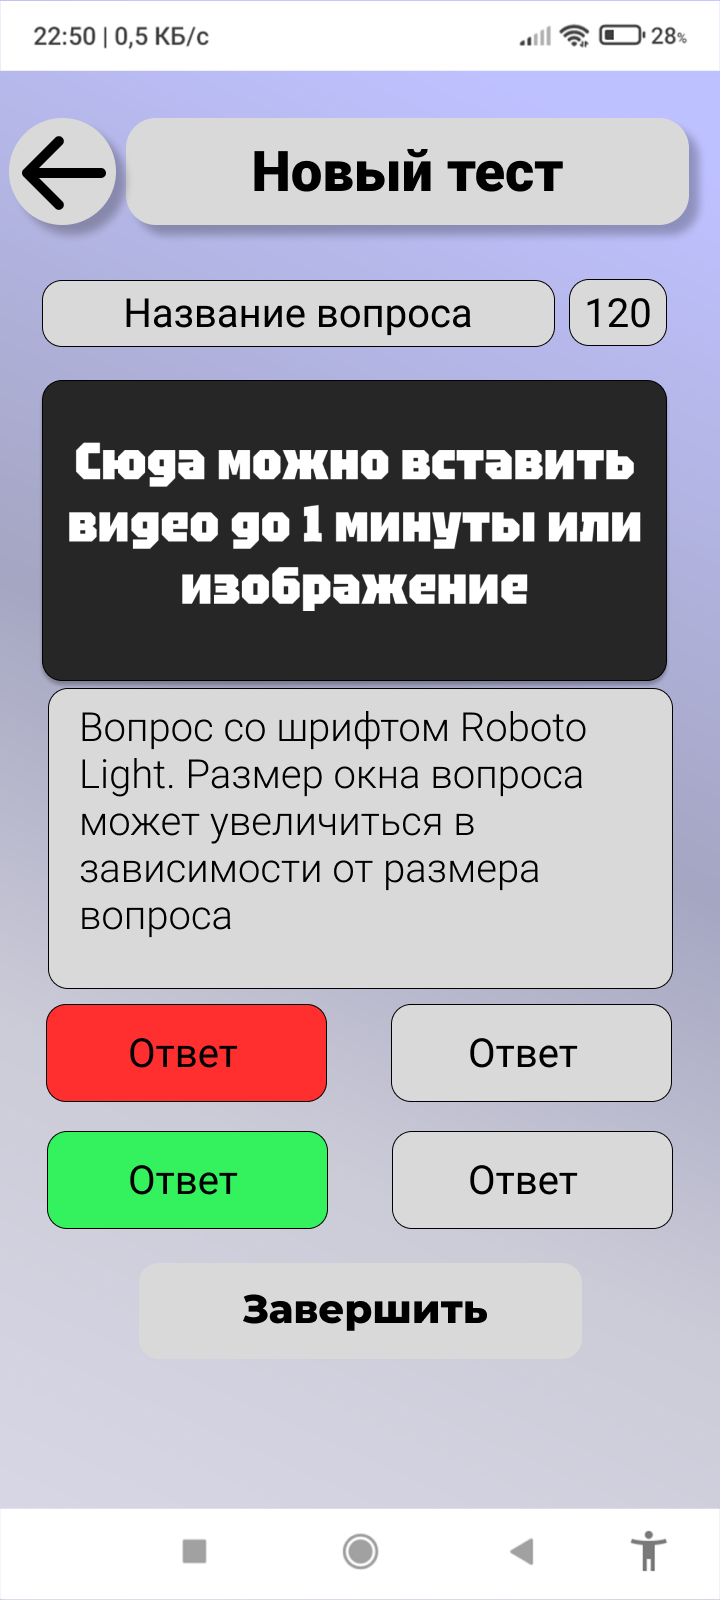 22:50 | 0,5 КБ/с 28%
Новый тест
Название вопроса 120
Сюда можно вставить
видео до 1 минуты или
изображение
Вопрос со шрифтом Roboto
Light. Размер окна вопроса
может увеличиться в
зависимости от размера
вопроса
Ответ Ответ
Ответ Ответ
Завершить